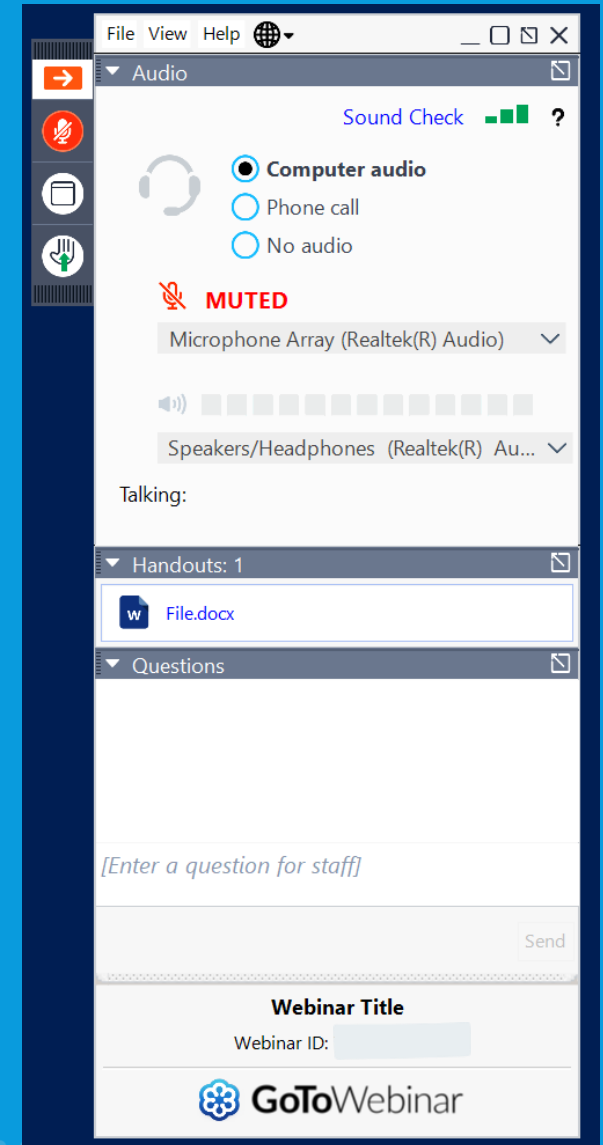 File View Help
Audio
Sound Check ?
Computer audio
Phone call
No audio
MUTED
Microphone Array (Realtek(R) Audio)
Speakers/Headphones (Realtek(R) Au...
Talking:
Handouts: 1
W File.docx
Questions
[Enter a question for staff]
Send
Webinar Title
Webinar ID:
GoToWebinar